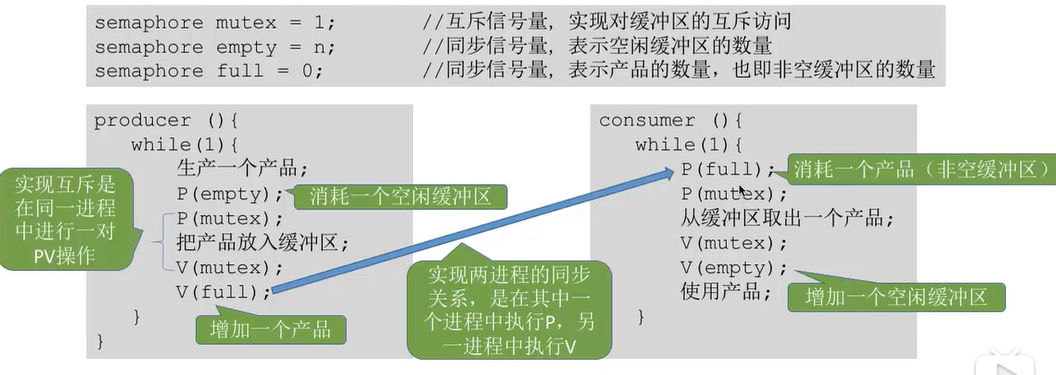 semaphore mutex = 1; //互斥信号量, 实现对缓冲区的互斥访问
semaphore empty = n; //同步信号量, 表示空闲缓冲区的数量
semaphore full = 0; //同步信号量, 表示产品的数量, 也即非空缓冲区的数量
producer (){
while(1){
生产一个产品;
P(empty);
P(mutex);
把产品放入缓冲区;
V(mutex);
V(full);
}
}
实现互斥是
在同一进程
中进行一对
PV操作
消耗一个空闲缓冲区
增加一个产品
实现两进程的同步
关系，是在其中一
个进程中执行P，另
一进程中执行V
consumer (){
while(1){
P(full);
P(mutex);
从缓冲区取出一个产品;
V(mutex);
V(empty);
使用产品;
}
}
消耗一个产品（非空缓冲区）
增加一个空闲缓冲区